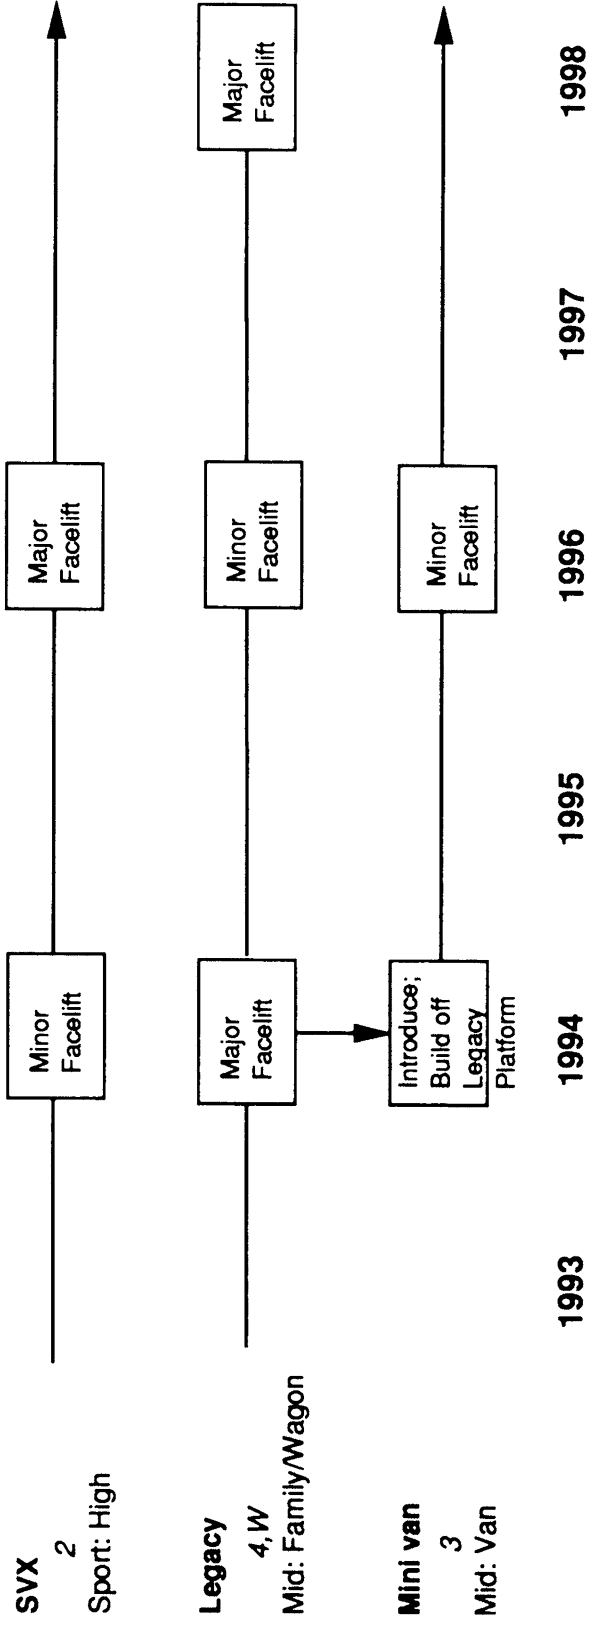 SVX
2
Sport: High
Minor
Facelift
Major
Facelift
Legacy
4,W
Mid: Family/Wagon
Major
Facelift
Minor
Facelift
Major
Facelift
Mini van
3
Mid: Van
Introduce;
Build off
Legacy
Platform
Minor
Facelift
1993
1994
1995
1996
1997
1998